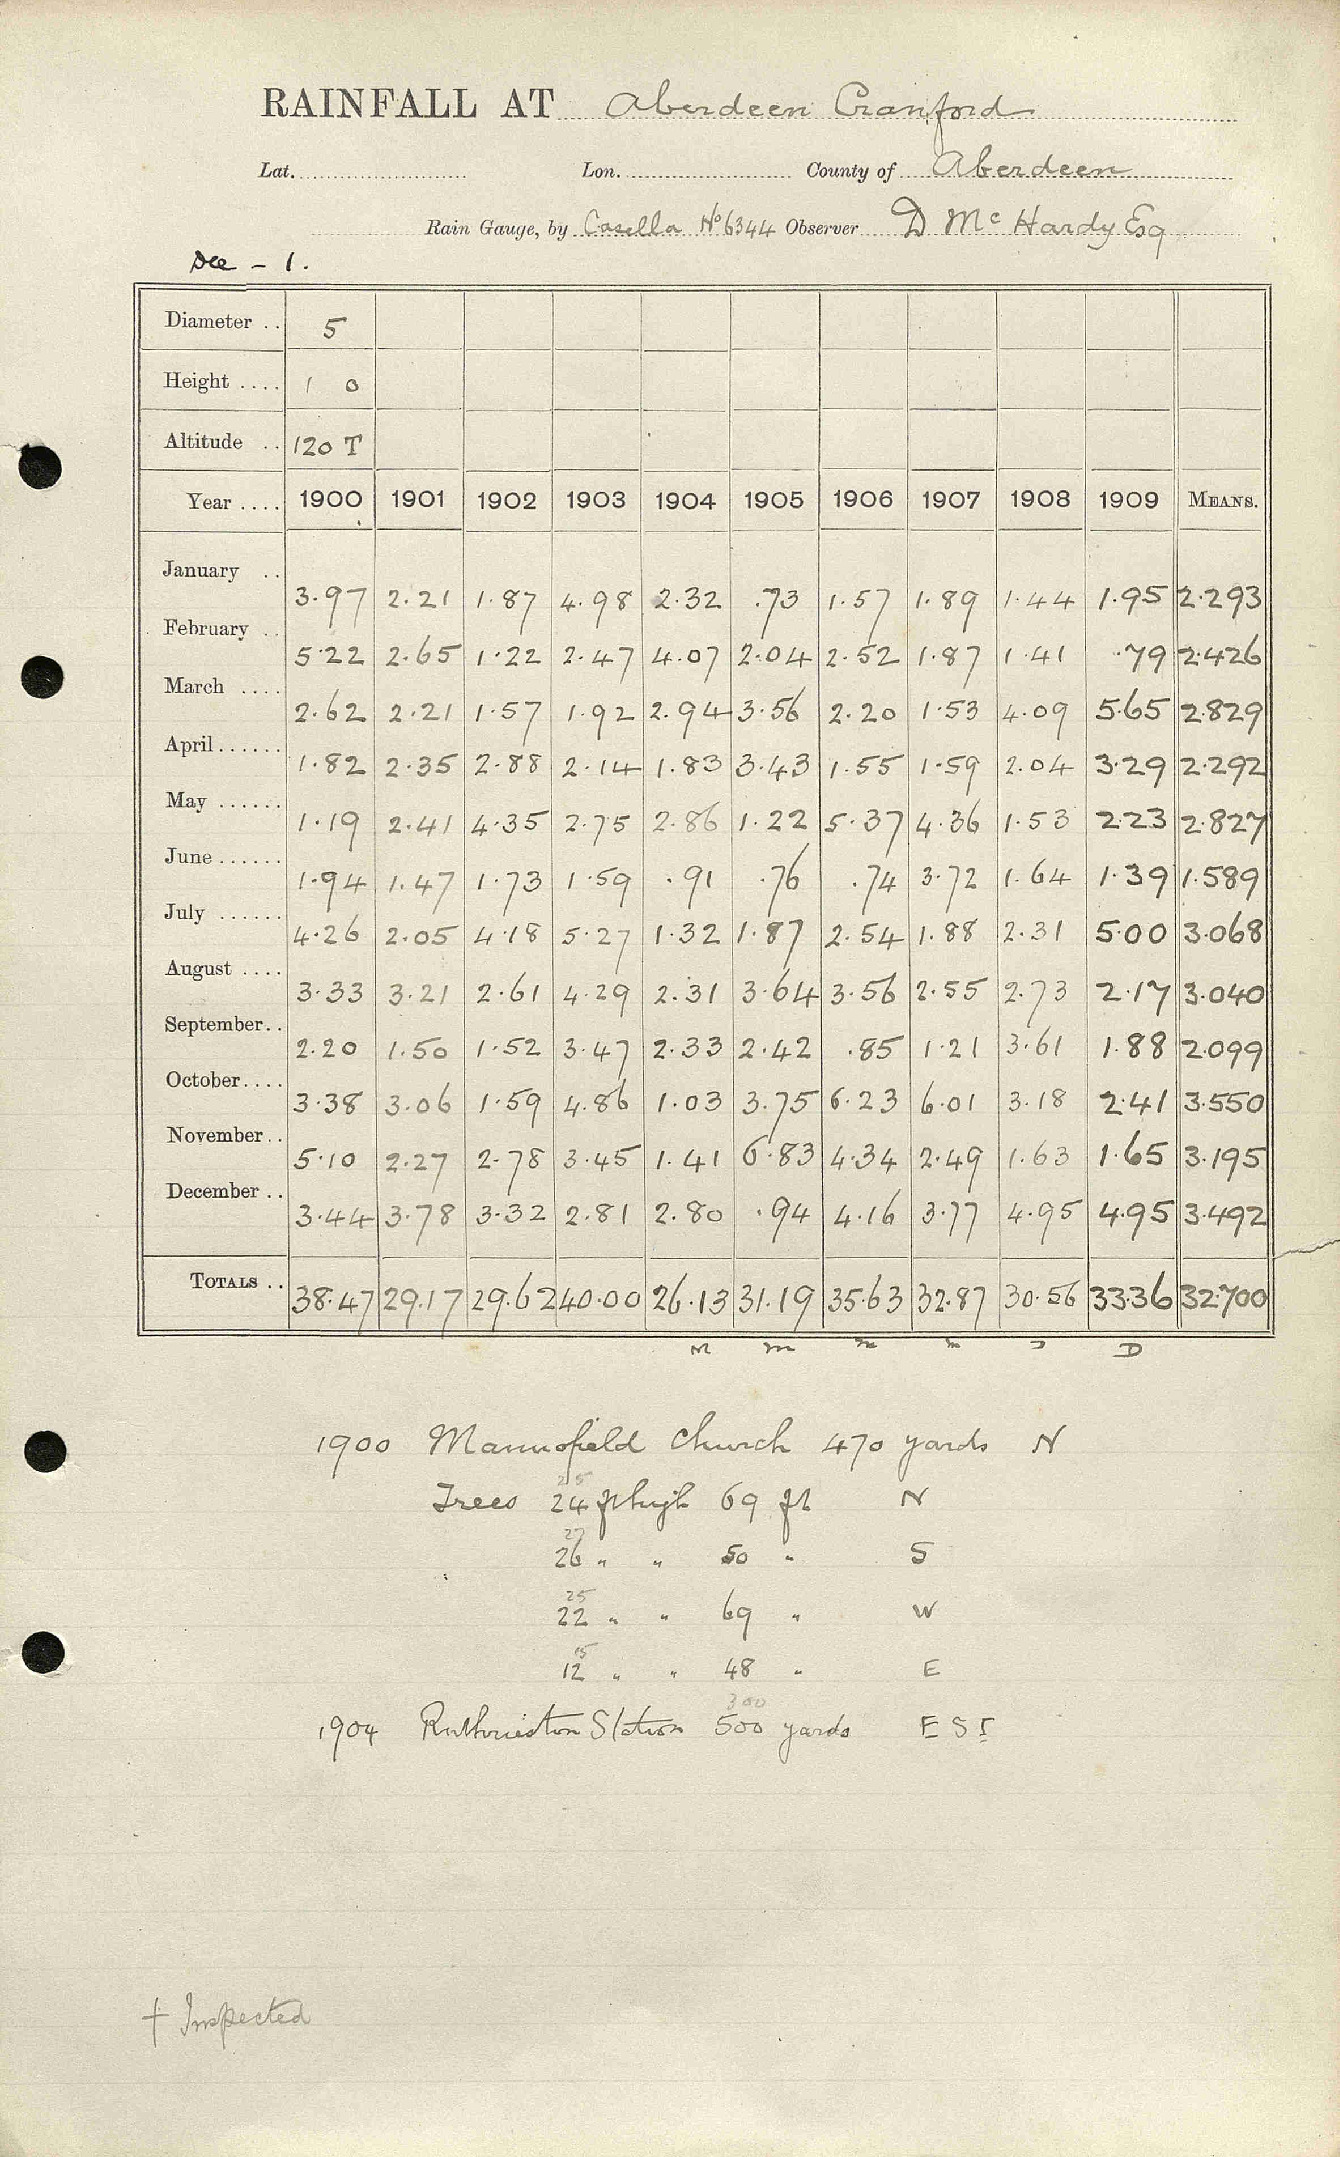 RAINFALL AT Aberdeen Cranford
Lat. Lon. County of Aberdeen
Rain Gauge, by Casella No 6344 Observer D McHardy Esq
Dee - 1.
Diameter .. 5
Height .... 1 0
Altitude .. 120 T
Year .... 1900 1901 1902 1903 1904 1905 1906 1907 1908 1909 MEANS.
January .. 3.97 2.21 1.87 4.98 2.32 .73 1.57 1.89 1.44 1.95 2.293
February .. 5.22 2.65 1.22 2.47 4.07 2.04 2.52 1.87 1.41 .79 2.426
March .... 2.62 2.21 1.57 1.92 2.94 3.56 2.20 1.53 4.09 5.65 2.829
April...... 1.82 2.35 2.88 2.14 1.83 3.43 1.55 1.59 2.04 3.29 2.292
May ...... 1.19 2.41 4.35 2.75 2.86 1.22 5.37 4.36 1.53 2.23 2.827
June ...... 1.94 1.47 1.73 1.59 .91 .76 .74 3.72 1.64 1.39 1.589
July ...... 4.26 2.05 4.18 5.27 1.32 1.87 2.54 1.88 2.31 5.00 3.068
August .... 3.33 3.21 2.61 4.29 2.31 3.64 3.56 2.55 2.73 2.17 3.040
September.. 2.20 1.50 1.52 3.47 2.33 2.42 .85 1.21 3.61 1.88 2.099
October.... 3.38 3.06 1.59 4.86 1.03 3.75 6.23 6.01 3.18 2.41 3.550
November.. 5.10 2.27 2.78 3.45 1.41 6.83 4.34 2.49 1.63 1.65 3.195
December .. 3.44 3.78 3.32 2.81 2.80 .94 4.16 3.77 4.95 4.95 3.492
TOTALS .. 38.47 29.17 29.62 40.00 26.13 31.19 35.63 32.87 30.56 33.36 32.700
M m m m D
1900 Mannofield Church 470 yards N
25
Trees 24 ft high 69 ft N
27
26 " " 50 " S
25
22 " " 69 " W
15
12 " " 48 " E
300
1904 Ruthrieston Station 500 yards E S
† Inspected